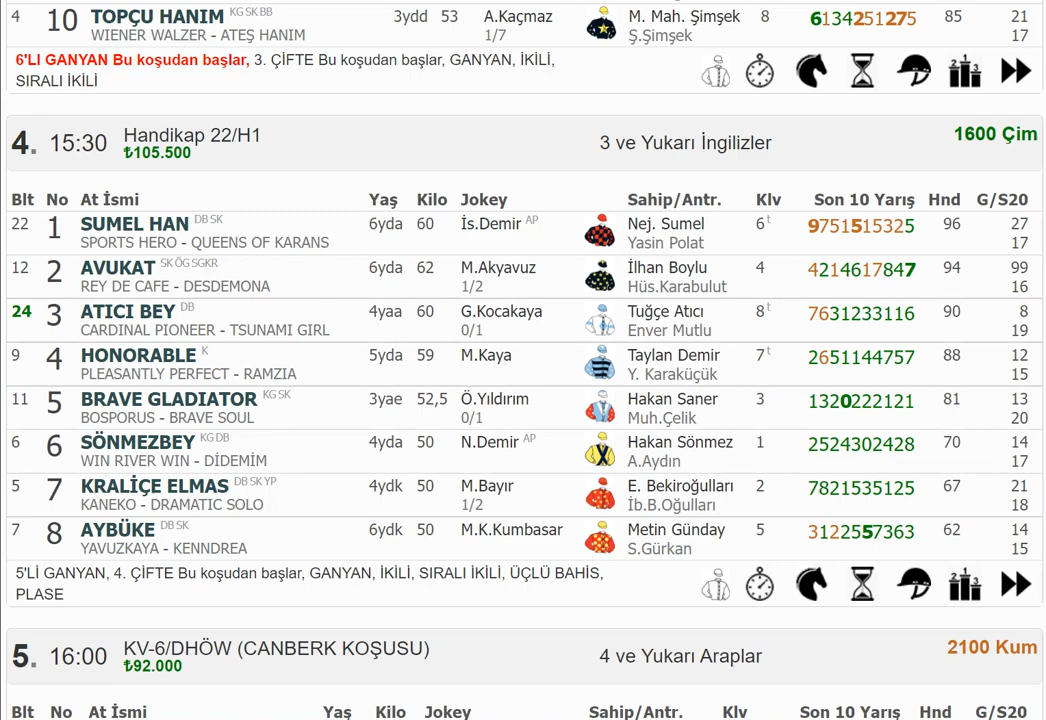 4 10 TOPÇU HANIM KG SK BB 3ydd 53 A.Kaçmaz M. Mah. Şimşek 8 6134251275 85 21
WIENER WALZER - ATEŞ HANIM 1/7 Ş.Şimşek 17
6'LI GANYAN Bu koşudan başlar, 3. ÇİFTE Bu koşudan başlar, GANYAN, İKİLİ,
SIRALI İKİLİ
4. 15:30 Handikap 22/H1 3 ve Yukarı İngilizler 1600 Çim
₺105.500
Blt No At İsmi Yaş Kilo Jokey Sahip/Antr. Klv Son 10 Yarış Hnd G/S20
22 1 SUMEL HAN DB SK 6yda 60 İs.Demir AP Nej. Sumel 6 t 9751515325 96 27
SPORTS HERO - QUEENS OF KARANS Yasin Polat 17
12 2 AVUKAT SK ÖG SGKR 6yda 62 M.Akyavuz İlhan Boylu 4 4214617847 94 99
REY DE CAFE - DESDEMONA 1/2 Hüs.Karabulut 16
24 3 ATICI BEY DB 4yaa 60 G.Kocakaya Tuğçe Atıcı 8 t 7631233116 90 8
CARDINAL PIONEER - TSUNAMI GIRL 0/1 Enver Mutlu 19
9 4 HONORABLE K 5yda 59 M.Kaya Taylan Demir 7 t 2651144757 88 12
PLEASANTLY PERFECT - RAMZIA Y. Karaküçük 15
11 5 BRAVE GLADIATOR KG SK 3yae 52,5 Ö.Yıldırım Hakan Saner 3 1320222121 81 13
BOSPORUS - BRAVE SOUL 0/1 Muh.Çelik 20
6 6 SÖNMEZBEY KG DB 4yda 50 N.Demir AP Hakan Sönmez 1 2524302428 70 14
WIN RIVER WIN - DİDEMİM A.Aydın 17
5 7 KRALİÇE ELMAS DB SK YP 4ydk 50 M.Bayır E. Bekiroğulları 2 7821535125 67 21
KANEKO - DRAMATIC SOLO 1/2 İb.B.Oğulları 18
7 8 AYBÜKE DB SK 6ydk 50 M.K.Kumbasar Metin Günday 5 3122557363 62 14
YAVUZKAYA - KENNDREA S.Gürkan 15
5'Lİ GANYAN, 4. ÇİFTE Bu koşudan başlar, GANYAN, İKİLİ, SIRALI İKİLİ, ÜÇLÜ BAHİS,
PLASE
5. 16:00 KV-6/DHÖW (CANBERK KOŞUSU) 4 ve Yukarı Araplar 2100 Kum
₺92.000
Blt No At İsmi Yaş Kilo Jokey Sahip/Antr. Klv Son 10 Yarış Hnd G/S20